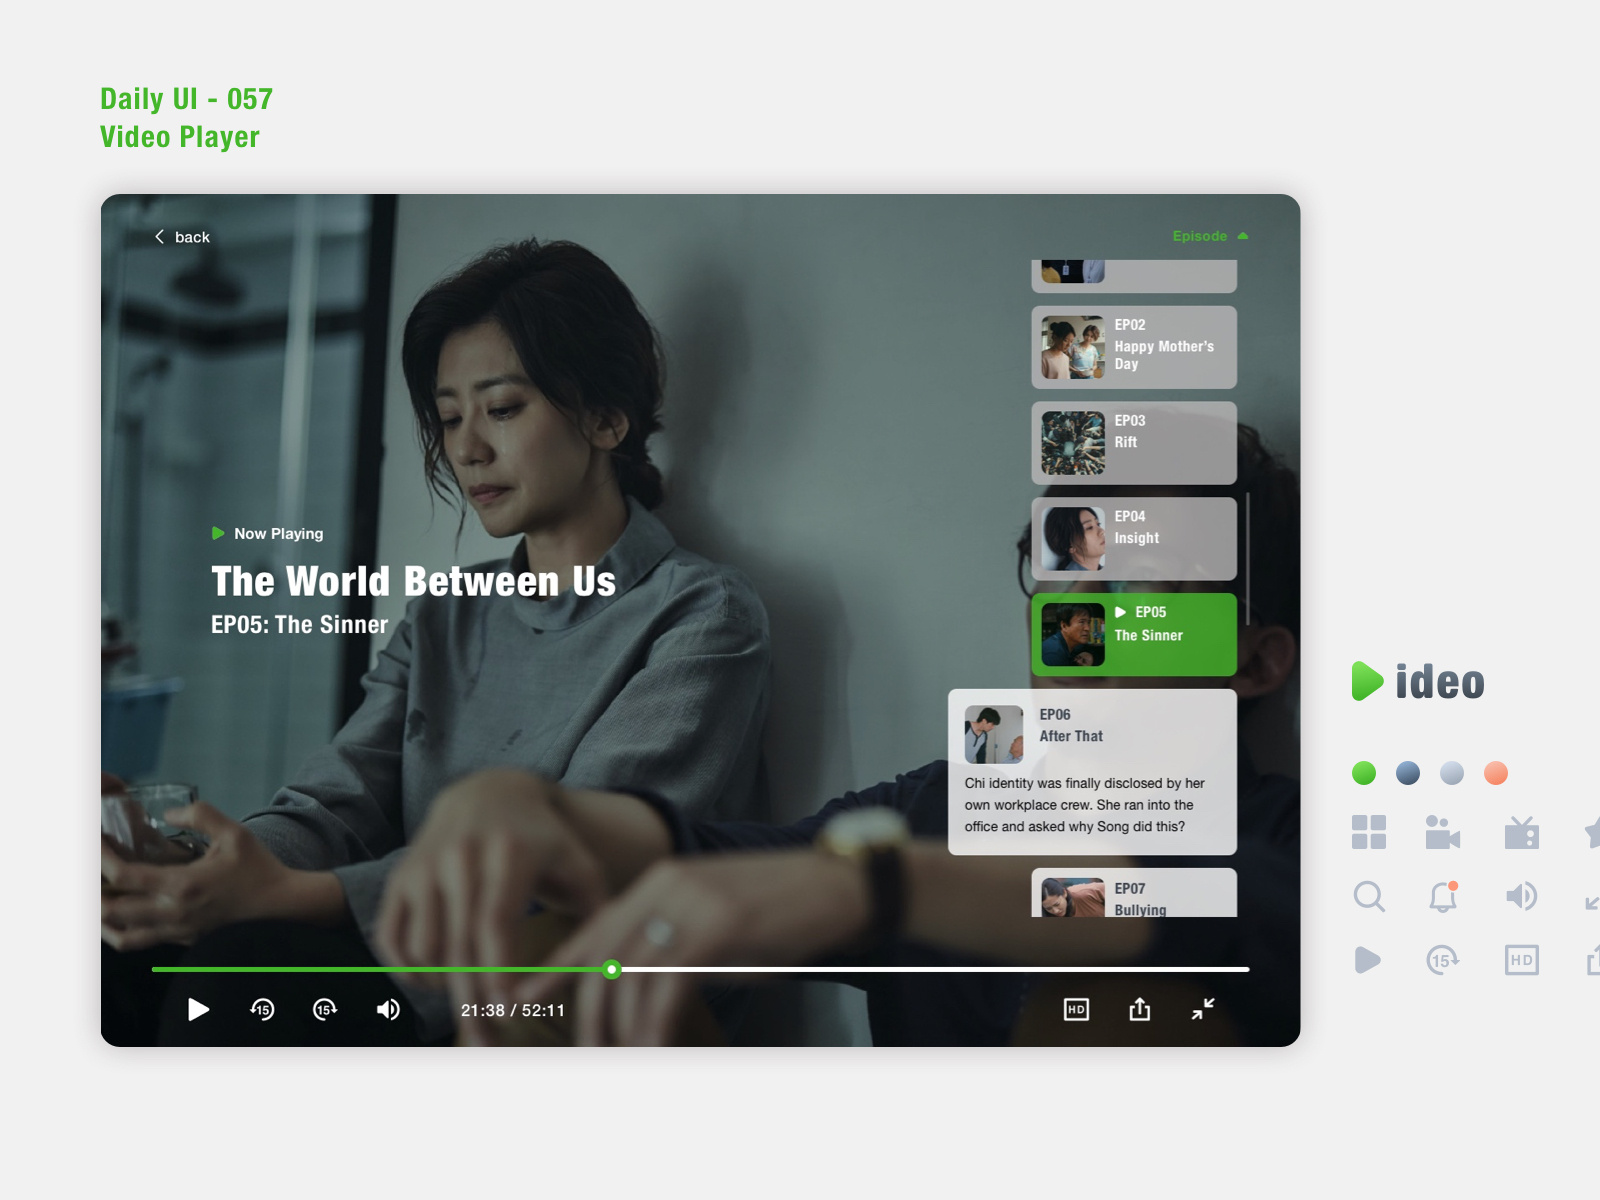 Daily UI - 057
Video Player
back
Episode
EP02
Happy Mother's
Day
EP03
Rift
EP04
Insight
Now Playing
The World Between Us
EP05: The Sinner
EP05
The Sinner
EP06
After That
Chi identity was finally disclosed by her
own workplace crew. She ran into the
office and asked why Song did this?
EP07
Bullying
15
15
21:38 / 52:11
HD
ideo
15
HD